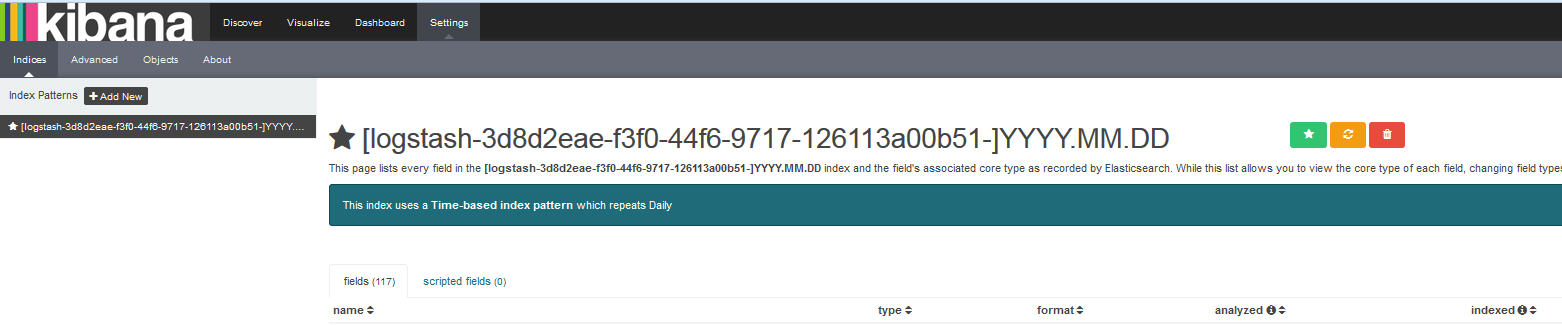 kibana Discover Visualize Dashboard Settings
Indices Advanced Objects About
Index Patterns Add New
[logstash-3d8d2eae-f3f0-44f6-9717-126113a00b51-]YYYY....
[logstash-3d8d2eae-f3f0-44f6-9717-126113a00b51-]YYYY.MM.DD
This page lists every field in the [logstash-3d8d2eae-f3f0-44f6-9717-126113a00b51-]YYYY.MM.DD index and the field's associated core type as recorded by Elasticsearch. While this list allows you to view the core type of each field, changing field types
This index uses a Time-based index pattern which repeats Daily
fields (117) scripted fields (0)
name type format analyzed indexed